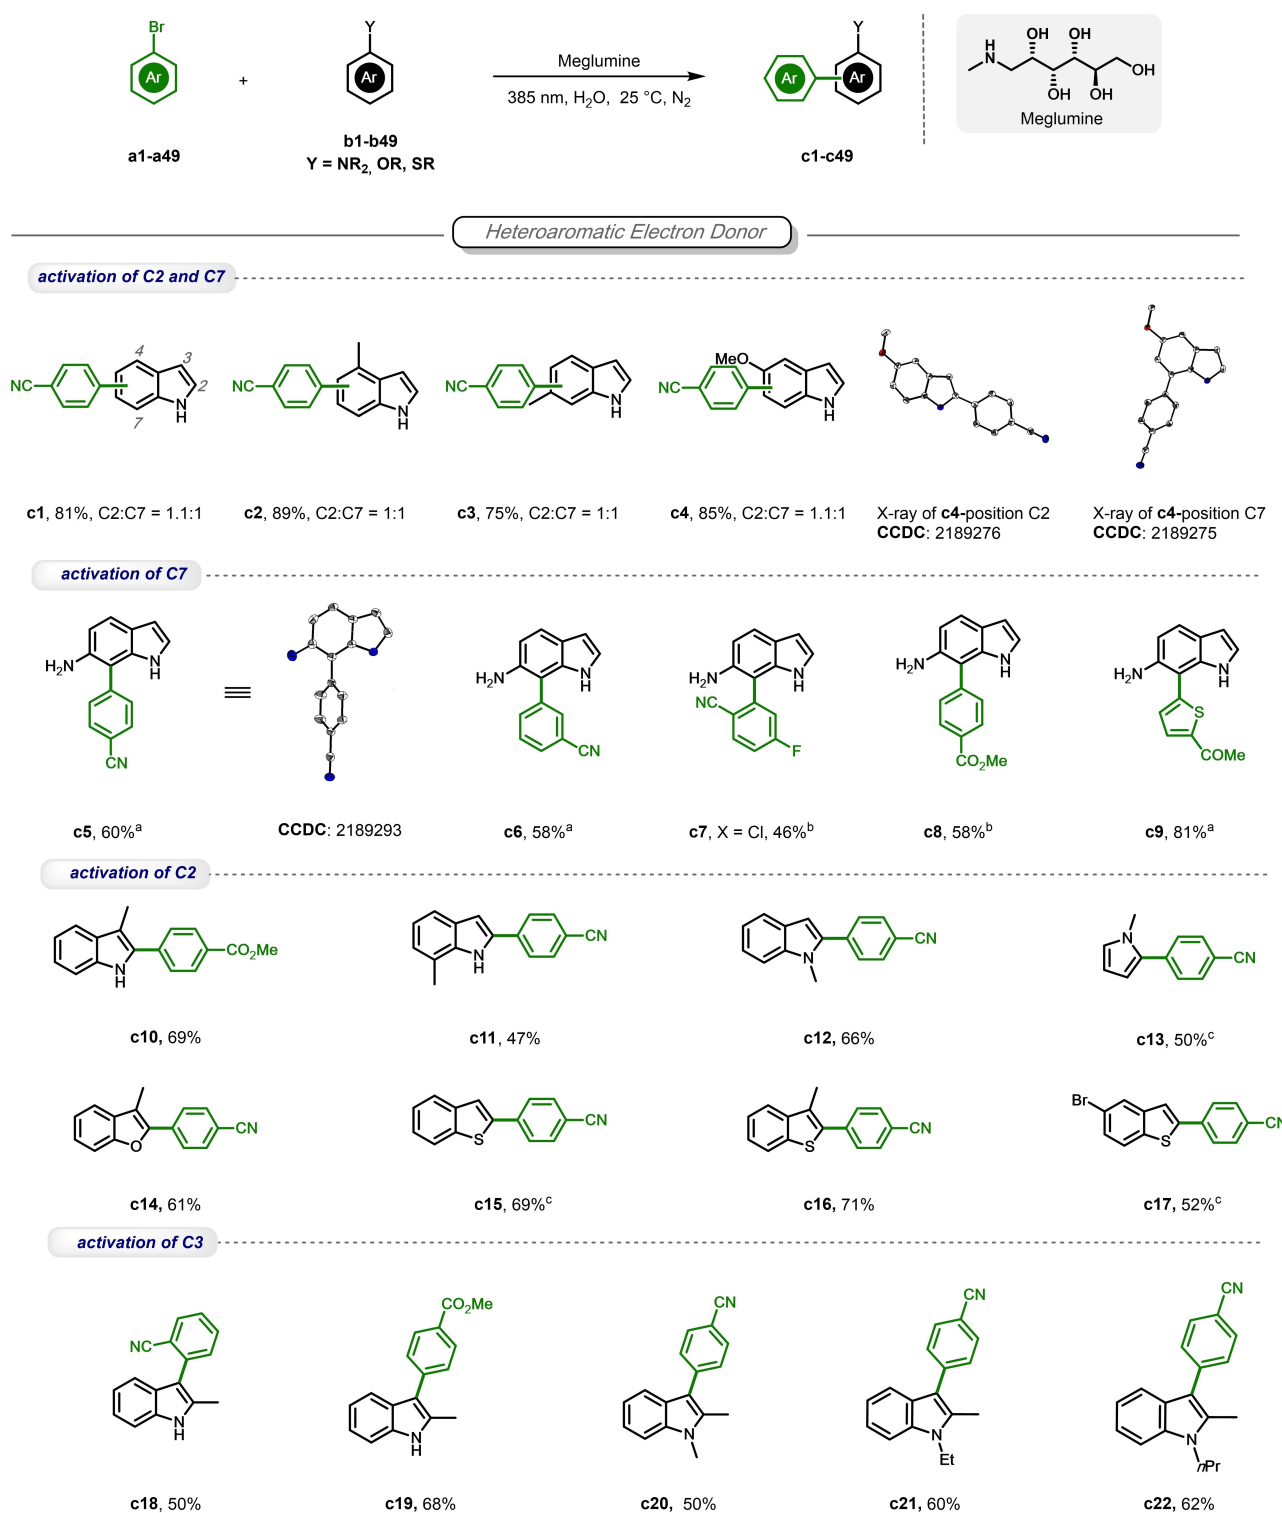 Br
Ar
a1-a49
+
Y
Ar
b1-b49
Y = NR2, OR, SR
Meglumine
385 nm, H2O, 25 °C, N2
Y
Ar
Ar
c1-c49
H
N
OH
OH
OH
OH
OH
Meglumine
Heteroaromatic Electron Donor
activation of C2 and C7
NC
4
3
2
7
N
H
c1, 81%, C2:C7 = 1.1:1
NC
N
H
c2, 89%, C2:C7 = 1:1
NC
N
H
c3, 75%, C2:C7 = 1:1
MeO
NC
N
H
c4, 85%, C2:C7 = 1.1:1
X-ray of c4-position C2
CCDC: 2189276
X-ray of c4-position C7
CCDC: 2189275
activation of C7
H2N
N
H
CN
c5, 60%a
CCDC: 2189293
H2N
N
H
CN
c6, 58%a
H2N
N
H
NC
F
c7, X = Cl, 46%b
H2N
N
H
CO2Me
c8, 58%b
H2N
N
H
S
COMe
c9, 81%a
activation of C2
N
H
CO2Me
c10, 69%
N
H
CN
c11, 47%
N
CN
c12, 66%
N
CN
c13, 50%c
O
CN
c14, 61%
S
CN
c15, 69%c
S
CN
c16, 71%
Br
S
CN
c17, 52%c
activation of C3
NC
N
H
c18, 50%
CO2Me
N
H
c19, 68%
CN
N
c20, 50%
CN
N
Et
c21, 60%
CN
N
nPr
c22, 62%